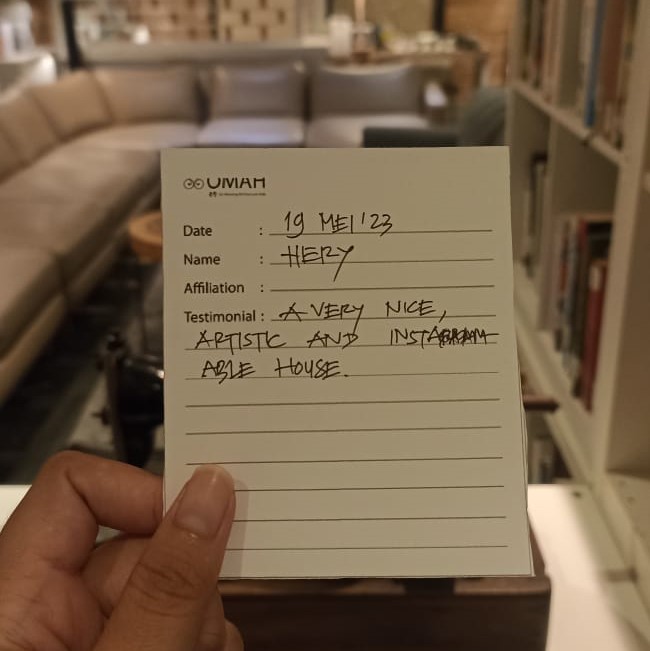 UMAH
Date : 19 MEI '23
Name : HERY
Affiliation :
Testimonial : A VERY NICE,
ARTISTIC AND INSTAGRAM
ABLE HOUSE.